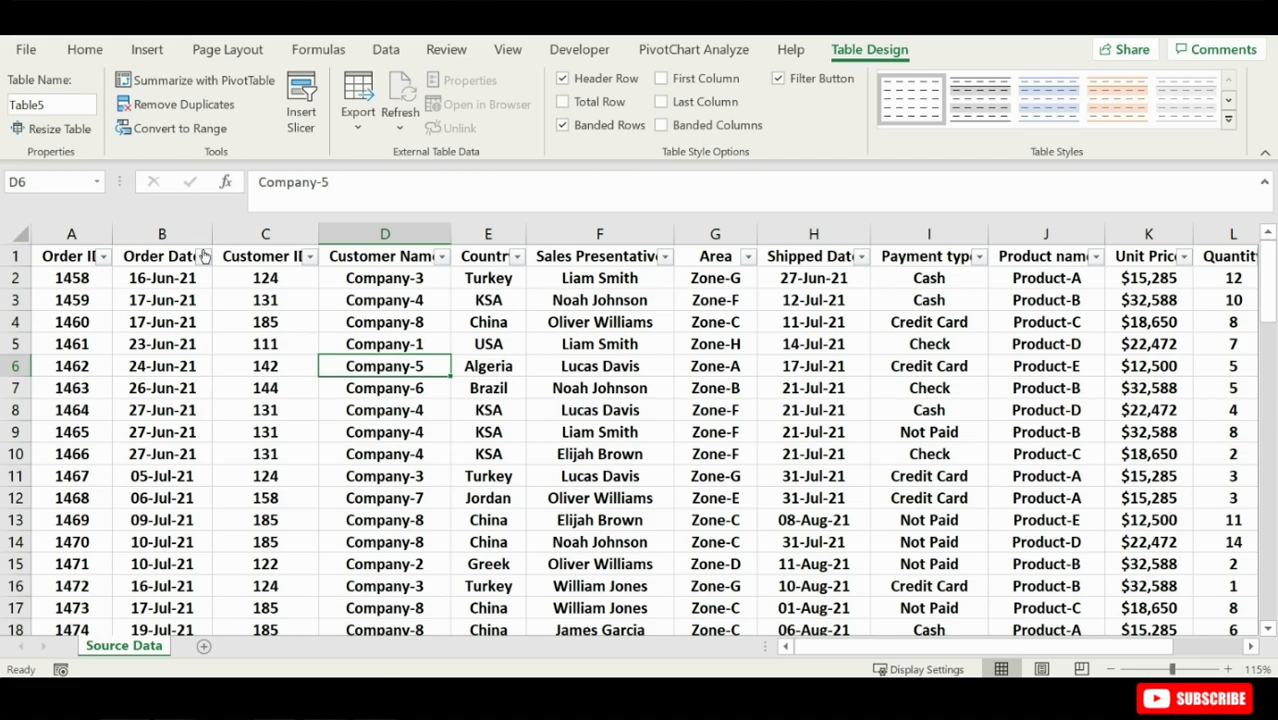 File Home Insert Page Layout Formulas Data Review View Developer PivotChart Analyze Help Table Design Share Comments
Table Name:
Table5
Resize Table
Properties
Summarize with PivotTable
Remove Duplicates
Convert to Range
Tools
Insert
Slicer
Export
Refresh
Properties
Open in Browser
Unlink
External Table Data
Header Row First Column Filter Button
Total Row Last Column
Banded Rows Banded Columns
Table Style Options
Table Styles
D6 fx Company-5
A B C D E F G H I J K L
1 Order ID Order Date Customer ID Customer Name Countr Sales Presentative Area Shipped Date Payment type Product name Unit Pric Quantit
2 1458 16-Jun-21 124 Company-3 Turkey Liam Smith Zone-G 27-Jun-21 Cash Product-A $15,285 12
3 1459 17-Jun-21 131 Company-4 KSA Noah Johnson Zone-F 12-Jul-21 Cash Product-B $32,588 10
4 1460 17-Jun-21 185 Company-8 China Oliver Williams Zone-C 11-Jul-21 Credit Card Product-C $18,650 8
5 1461 23-Jun-21 111 Company-1 USA Liam Smith Zone-H 14-Jul-21 Check Product-D $22,472 7
6 1462 24-Jun-21 142 Company-5 Algeria Lucas Davis Zone-A 17-Jul-21 Credit Card Product-E $12,500 5
7 1463 26-Jun-21 144 Company-6 Brazil Noah Johnson Zone-B 21-Jul-21 Check Product-B $32,588 5
8 1464 27-Jun-21 131 Company-4 KSA Lucas Davis Zone-F 21-Jul-21 Cash Product-D $22,472 4
9 1465 27-Jun-21 131 Company-4 KSA Liam Smith Zone-F 21-Jul-21 Not Paid Product-B $32,588 8
10 1466 27-Jun-21 131 Company-4 KSA Elijah Brown Zone-F 21-Jul-21 Check Product-C $18,650 2
11 1467 05-Jul-21 124 Company-3 Turkey Lucas Davis Zone-G 31-Jul-21 Credit Card Product-A $15,285 3
12 1468 06-Jul-21 158 Company-7 Jordan Oliver Williams Zone-E 31-Jul-21 Credit Card Product-A $15,285 3
13 1469 09-Jul-21 185 Company-8 China Elijah Brown Zone-C 08-Aug-21 Not Paid Product-E $12,500 11
14 1470 10-Jul-21 185 Company-8 China Noah Johnson Zone-C 31-Jul-21 Not Paid Product-D $22,472 14
15 1471 10-Jul-21 122 Company-2 Greek Oliver Williams Zone-D 11-Aug-21 Not Paid Product-B $32,588 2
16 1472 16-Jul-21 124 Company-3 Turkey William Jones Zone-G 10-Aug-21 Credit Card Product-B $32,588 1
17 1473 17-Jul-21 185 Company-8 China William Jones Zone-C 01-Aug-21 Not Paid Product-C $18,650 8
18 1474 19-Jul-21 185 Company-8 China James Garcia Zone-C 06-Aug-21 Cash Product-A $15,285 6
Source Data
Ready Display Settings 115%
SUBSCRIBE